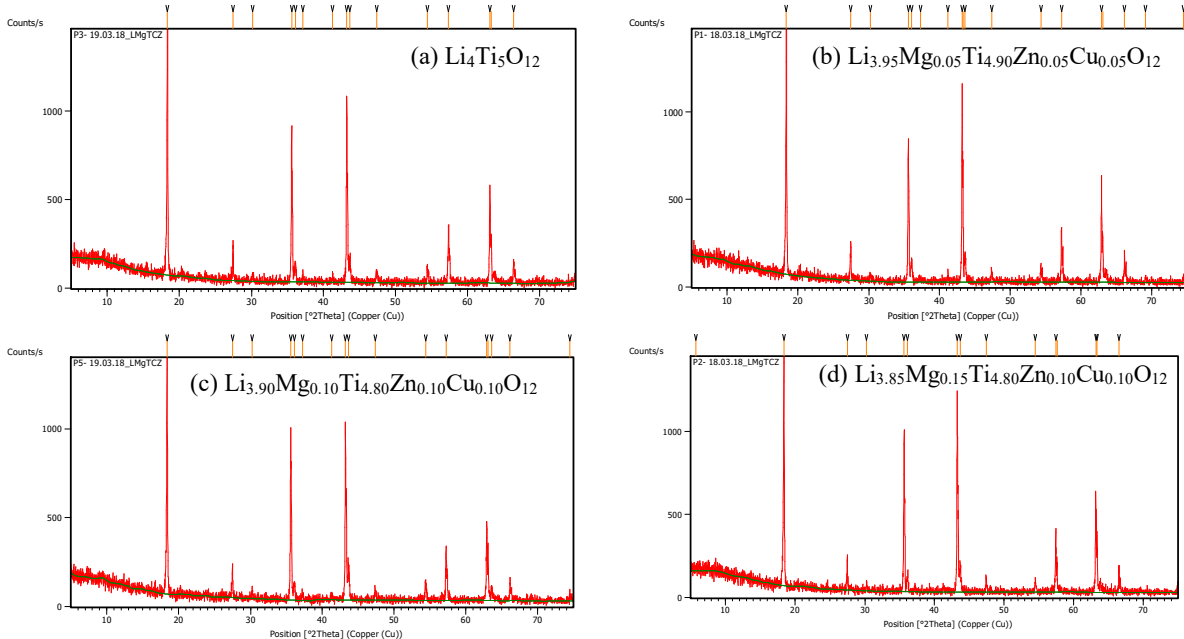 Counts/s
P3- 19.03.18_LMgTCZ
(a) Li₄Ti₅O₁₂
1000
500
0
10 20 30 40 50 60 70
Position [°2Theta] (Copper (Cu))
Counts/s
P1- 18.03.18_LMgTCZ
(b) Li₃.₉₅Mg₀.₀₅Ti₄.₉₀Zn₀.₀₅Cu₀.₀₅O₁₂
1000
500
0
10 20 30 40 50 60 70
Position [°2Theta] (Copper (Cu))
Counts/s
P5- 19.03.18_LMgTCZ
(c) Li₃.₉₀Mg₀.₁₀Ti₄.₈₀Zn₀.₁₀Cu₀.₁₀O₁₂
1000
500
0
10 20 30 40 50 60 70
Position [°2Theta] (Copper (Cu))
Counts/s
P2- 18.03.18_LMgTCZ
(d) Li₃.₈₅Mg₀.₁₅Ti₄.₈₀Zn₀.₁₀Cu₀.₁₀O₁₂
1000
500
0
10 20 30 40 50 60 70
Position [°2Theta] (Copper (Cu))